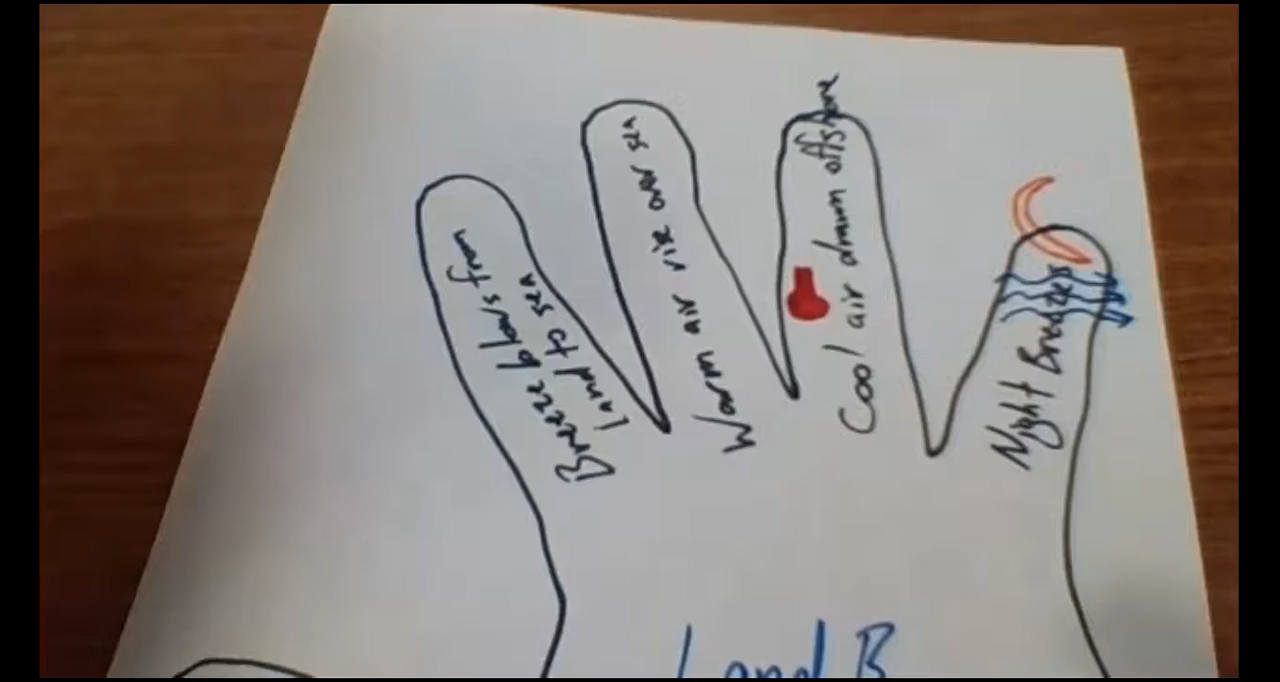 Breeze blows from
land to sea
Warm air rise over sea
Cool air drawn offshore
Night Breezes
Land B